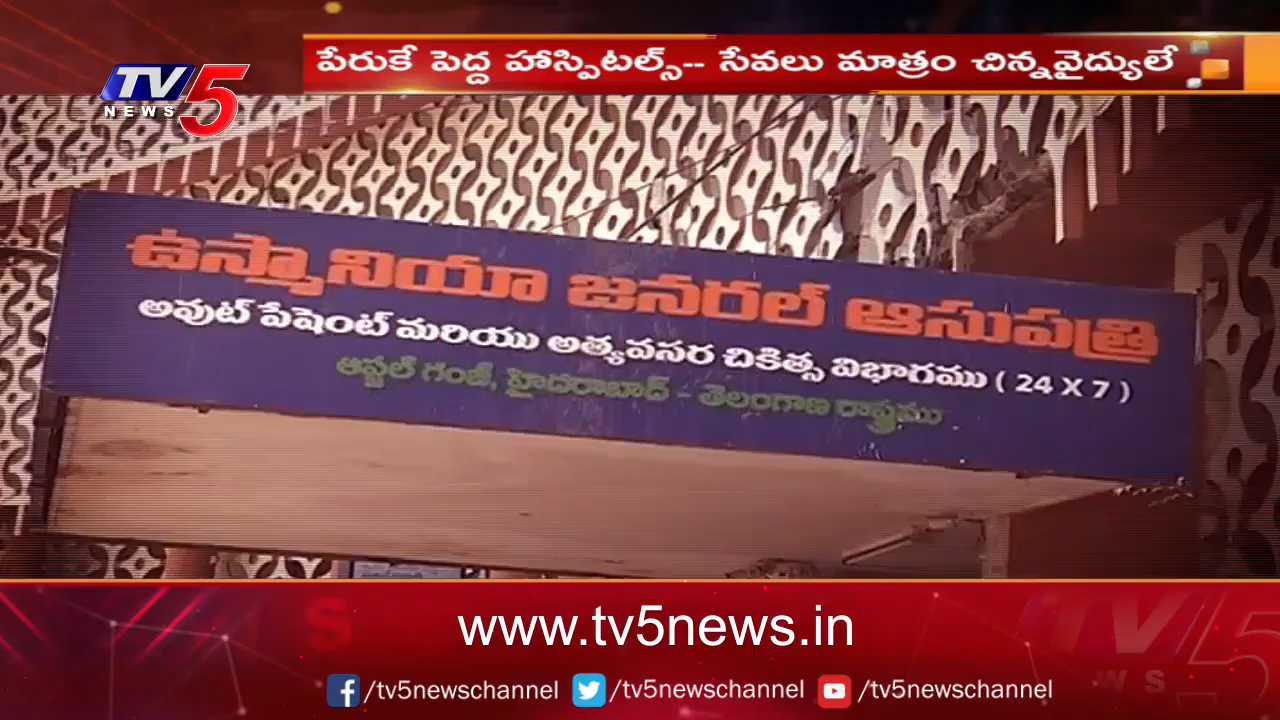 పేరుకే పెద్ద హాస్పిటల్స్-- సేవలు మాత్రం చిన్నవైద్యులే
TV5
NEWS
ఉస్మానియా జనరల్ ఆసుపత్రి
అవుట్ పేషెంట్ మరియు అత్యవసర చికిత్స విభాగము ( 24 X 7 )
ఆఫ్జల్ గంజ్, హైదరాబాద్ - తెలంగాణ రాష్ట్రము
www.tv5news.in
/tv5newschannel /tv5newschannel /tv5newschannel